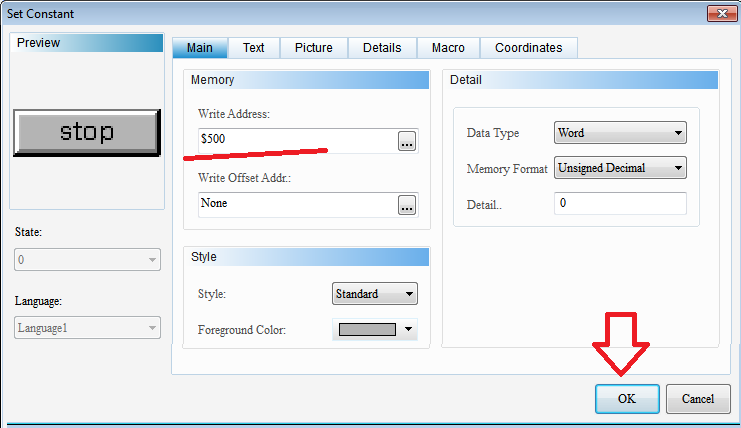 Set Constant
Preview
stop
State:
0
Language:
Language1
Main Text Picture Details Macro Coordinates
Memory
Write Address:
$500
...
Write Offset Addr.:
None
...
Style
Style: Standard
Foreground Color:
Detail
Data Type Word
Memory Format Unsigned Decimal
Detail.. 0
OK Cancel